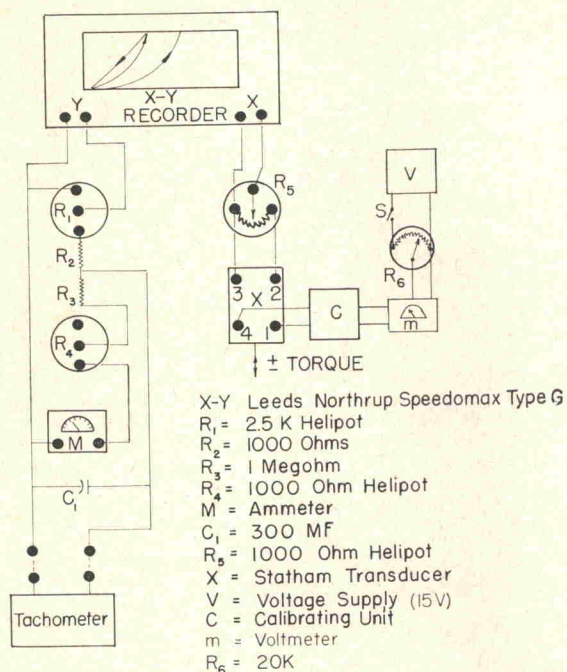 Y X-Y X
RECORDER
R1
R2
R3
R4
M
C1
Tachometer
R5
3 2
X
4 1
± TORQUE
C
V
S
R6
m
X-Y Leeds Northrup Speedomax Type G
R1= 2.5 K Helipot
R2= 1000 Ohms
R3= 1 Megohm
R4= 1000 Ohm Helipot
M = Ammeter
C1 = 300 MF
R5= 1000 Ohm Helipot
X = Statham Transducer
V = Voltage Supply (15V)
C = Calibrating Unit
m = Voltmeter
R6 = 20K